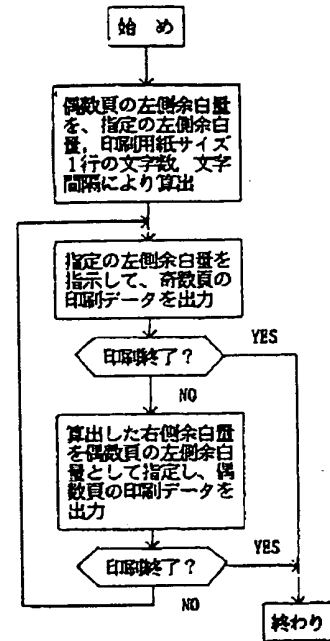 始 め
偶数頁の左側余白量
を、指定の左側余白
量,印刷用紙サイズ
1行の文字数,文字
間隔により算出
指定の左側余白量を
指示して、奇数頁の
印刷データを出力
印刷終了?
YES
NO
算出した右側余白量
を偶数頁の左側余白
量として指定し、偶
数頁の印刷データを
出力
印刷終了?
YES
NO
終わり